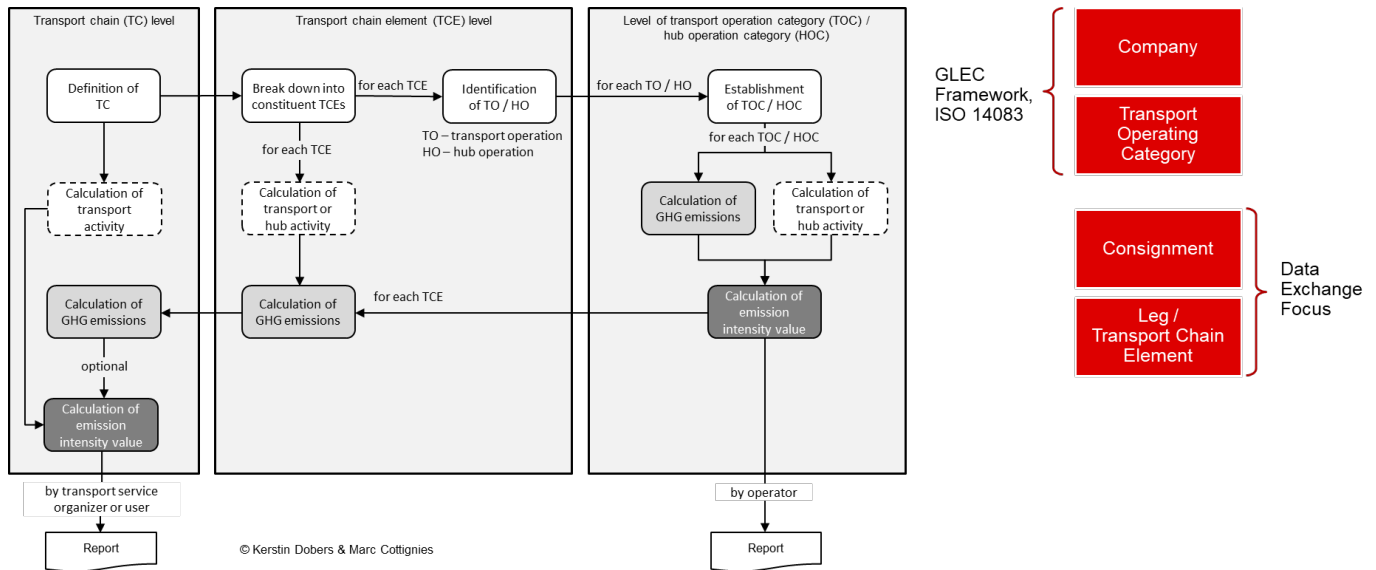 Transport chain (TC) level
Definition of
TC
Calculation of
transport
activity
Calculation of
GHG emissions
optional
Calculation of
emission
intensity value
by transport service
organizer or user
Report
Transport chain element (TCE) level
Break down into
constituent TCEs
for each TCE
Identification
of TO / HO
TO – transport operation
HO – hub operation
for each TCE
Calculation of
transport or
hub activity
Calculation of
GHG emissions
for each TCE
© Kerstin Dobers & Marc Cottignies
Level of transport operation category (TOC) /
hub operation category (HOC)
for each TO / HO
Establishment
of TOC / HOC
for each TOC / HOC
Calculation of
GHG emissions
Calculation of
transport or
hub activity
Calculation of
emission
intensity value
by operator
Report
GLEC
Framework,
ISO 14083
Company
Transport
Operating
Category
Consignment
Leg /
Transport Chain
Element
Data
Exchange
Focus